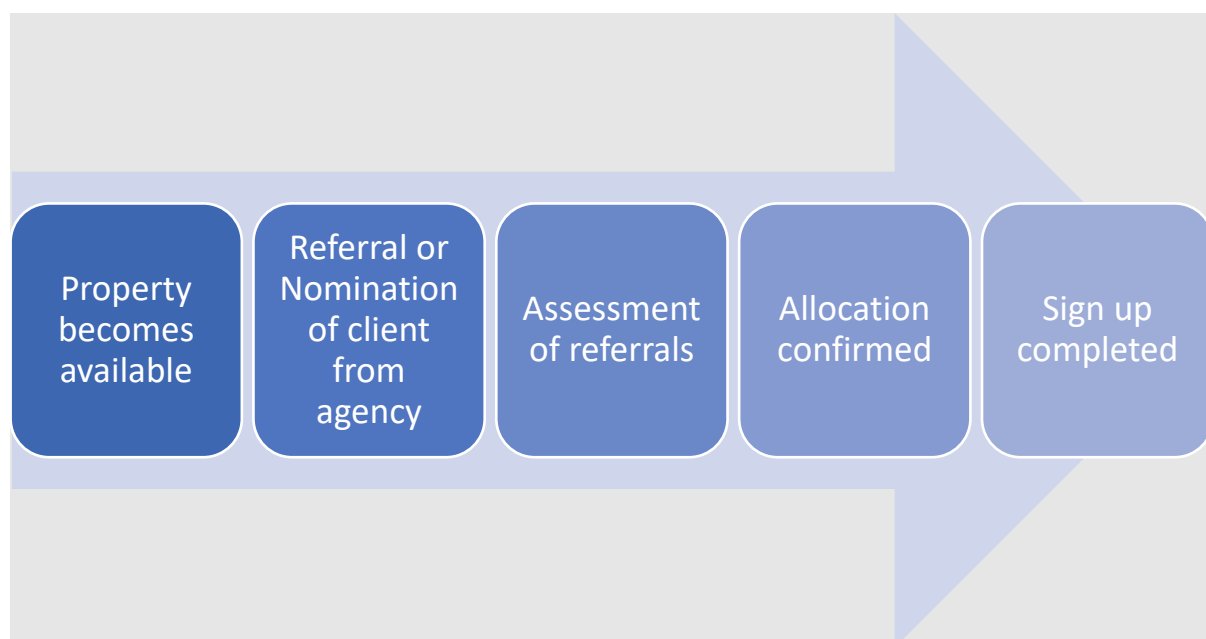 Property
becomes
available
Referral or
Nomination
of client
from
agency
Assessment
of referrals
Allocation
confirmed
Sign up
completed